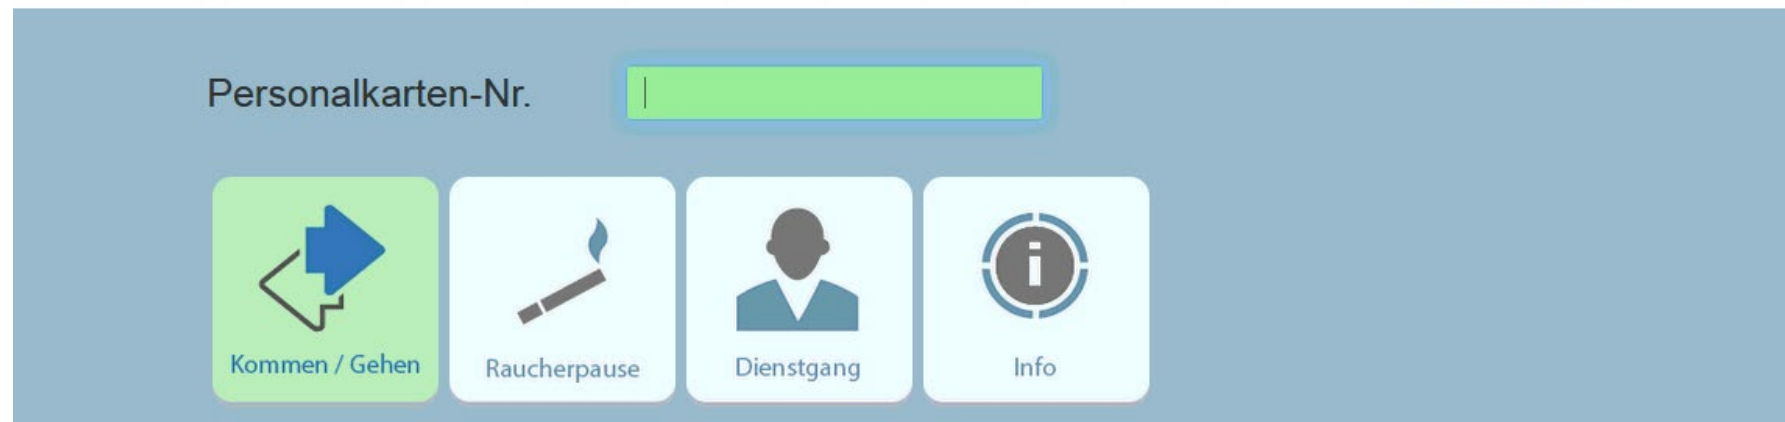 Personalkarten-Nr.
Kommen / Gehen
Raucherpause
Dienstgang
Info